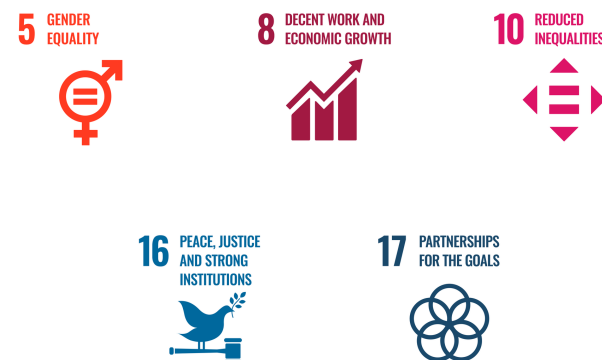 5 GENDER
EQUALITY
8 DECENT WORK AND
ECONOMIC GROWTH
10 REDUCED
INEQUALITIES
16 PEACE, JUSTICE
AND STRONG
INSTITUTIONS
17 PARTNERSHIPS
FOR THE GOALS